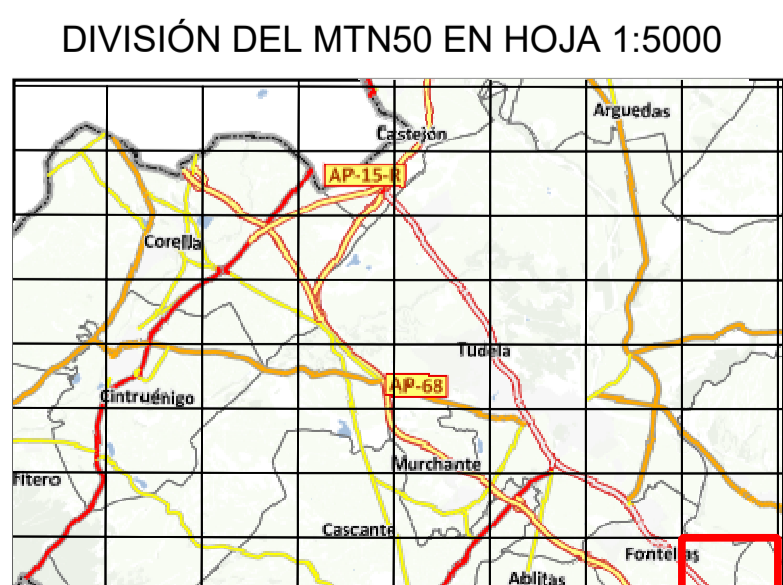 DIVISIÓN DEL MTN50 EN HOJA 1:5000
Arguedas
Castejón
AP-15-R
Corella
Tudela
AP-68
Cintruénigo
Murchante
Fitero
Cascante
Fontellas
Ablitas